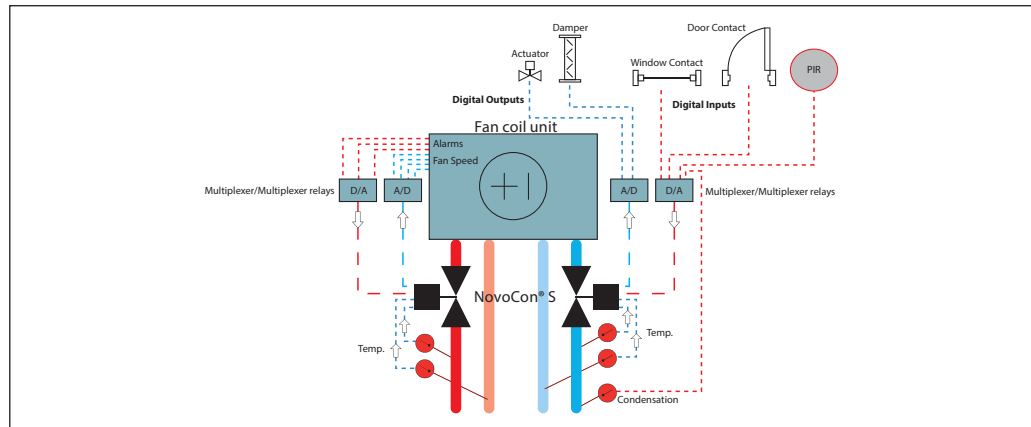 Damper
Door Contact
Actuator
Window Contact
PIR
Digital Outputs
Digital Inputs
Fan coil unit
Alarms
Fan Speed
Multiplexer/Multiplexer relays
D/A
A/D
A/D
D/A
Multiplexer/Multiplexer relays
NovoCon® S
Temp.
Temp.
Condensation